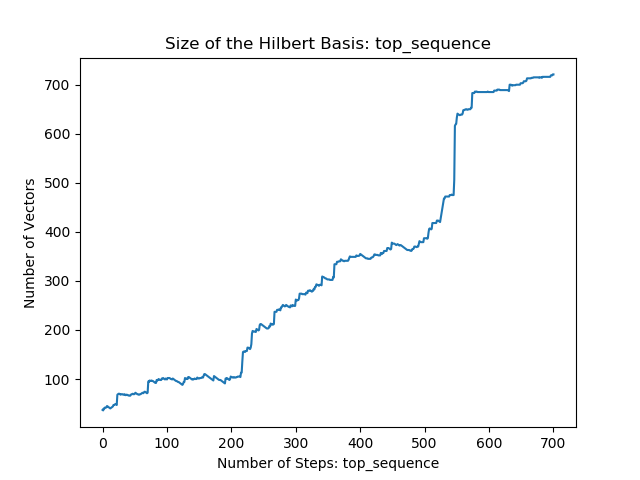 Size of the Hilbert Basis: top_sequence
700
600
500
400
300
200
100
Number of Vectors
0 100 200 300 400 500 600 700
Number of Steps: top_sequence